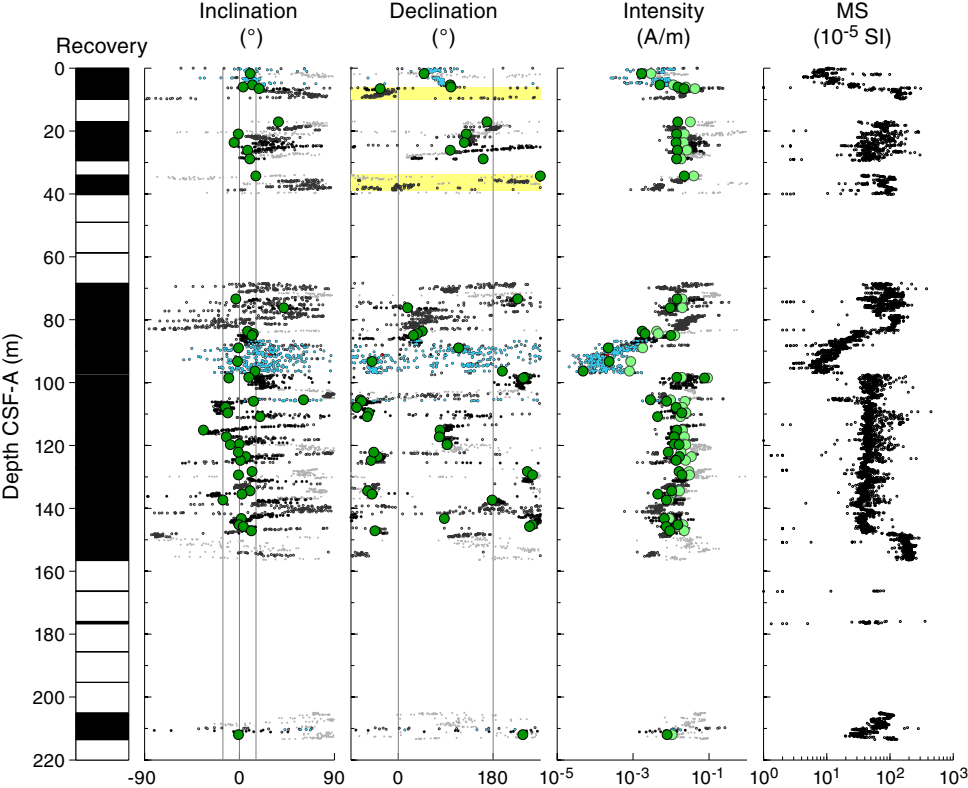 Inclination Declination Intensity MS
(°) (°) (A/m) (10⁻⁵ SI)
Recovery
Depth CSF-A (m)
0
20
40
60
80
100
120
140
160
180
200
220
-90 0 90 0 180 10⁻⁵ 10⁻³ 10⁻¹ 10⁰ 10¹ 10² 10³